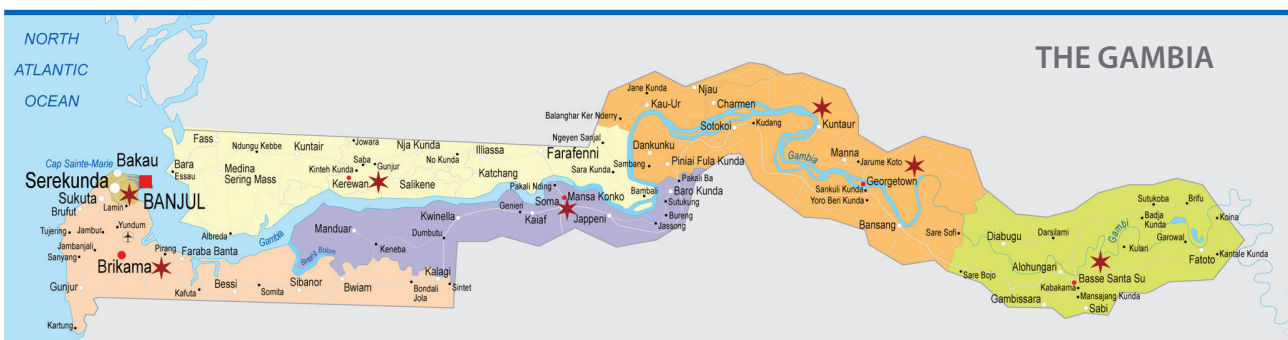 NORTH
ATLANTIC
OCEAN
THE GAMBIA
Jane Kunda
Njau
Kau-Ur
Charmen
Balanghar Ker Nderry
Kuntaur
Sotokoi
Kudang
Fass
Jowara
Ngeyen Sanjal
Ndungu Kebbe
Kuntair
Nja Kunda
Illiassa
Farafenni
Dankunku
Cap Sainte-Marie
Bakau
Bara
Essau
Medina
Sering Mass
Saba
Gunjur
No Kunda
Kinteh Kunda
Katchang
Sara Kunda
Sambang
Piniai Fula Kunda
Gambia
Manna
Jarume Koto
Serekunda
Kerewan
Salikene
Pakali Nding
Mansa Konko
Bambali
Pakali Ba
Baro Kunda
Georgetown
Sankuli Kunda
Yoro Beri Kunda
Sukuta
BANJUL
Lamin
Brufut
Soma
Sutukung
Genieri
Kaiaf
Jappeni
Bureng
Jassong
Kwinella
Bansang
Sutukoba
Brifu
Badja
Kunda
Koina
Tujering
Jambur
Yundum
Albreda
Gambia
Manduar
Dumbutu
Sare Sofi
Diabugu
Darsilami
Gambi
Garowal
Kulari
Jambanjali
Sanyang
Pirang
Faraba Banta
Keneba
Fatoto
Kantale Kunda
Brikama
Bintang Bolon
Sare Bojo
Alohungari
Basse Santa Su
Gunjur
Kafuta
Bessi
Somita
Sibanor
Bwiam
Kalagi
Bondali
Jola
Sintet
Kabakama
Mansajang Kunda
Gambissara
Sabi
Kartung